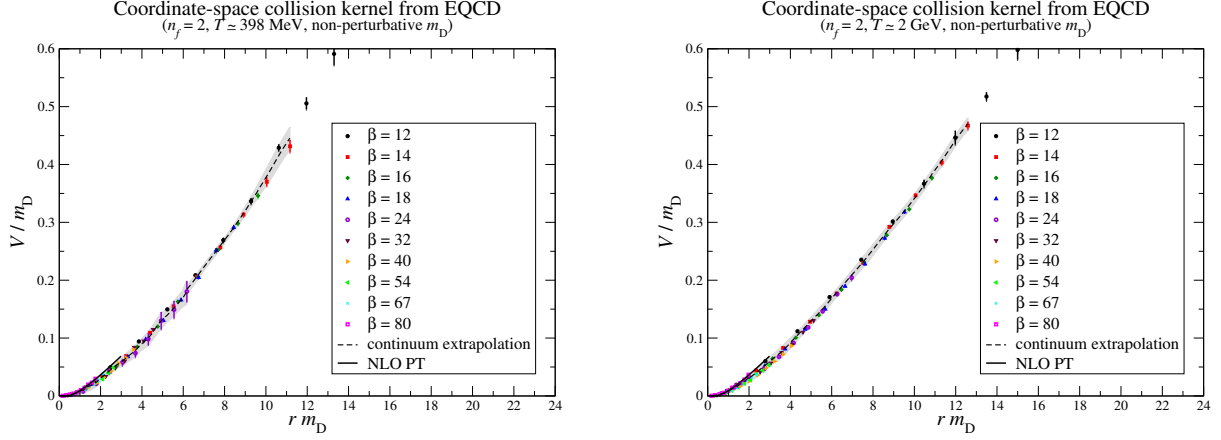 Coordinate-space collision kernel from EQCD
(n_f = 2, T ≃ 398 MeV, non-perturbative m_D)
0.6
0.5
0.4
0.3
0.2
0.1
0
V / m_D
0 2 4 6 8 10 12 14 16 18 20 22 24
r m_D
β = 12
β = 14
β = 16
β = 18
β = 24
β = 32
β = 40
β = 54
β = 67
β = 80
continuum extrapolation
NLO PT
Coordinate-space collision kernel from EQCD
(n_f = 2, T ≃ 2 GeV, non-perturbative m_D)
0.6
0.5
0.4
0.3
0.2
0.1
0
V / m_D
0 2 4 6 8 10 12 14 16 18 20 22 24
r m_D
β = 12
β = 14
β = 16
β = 18
β = 24
β = 32
β = 40
β = 54
β = 67
β = 80
continuum extrapolation
NLO PT